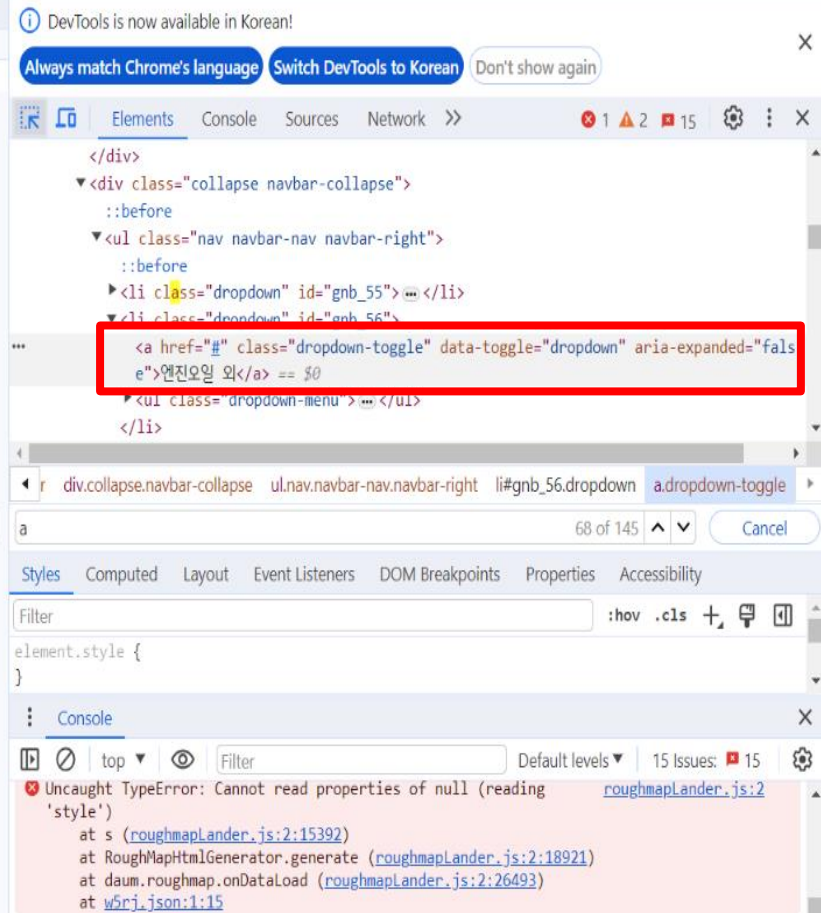 DevTools is now available in Korean!
Always match Chrome's language Switch DevTools to Korean Don't show again
Elements Console Sources Network 1 2 15
</div>
<div class="collapse navbar-collapse">
::before
<ul class="nav navbar-nav navbar-right">
::before
<li class="dropdown" id="gnb_55">…</li>
<li class="dropdown" id="gnb_56">
<a href="#" class="dropdown-toggle" data-toggle="dropdown" aria-expanded="fals
e">엔진오일 외</a> == $0
<ul class="dropdown-menu">…</ul>
</li>
r div.collapse.navbar-collapse ul.nav.navbar-nav.navbar-right li#gnb_56.dropdown a.dropdown-toggle
a 68 of 145 Cancel
Styles Computed Layout Event Listeners DOM Breakpoints Properties Accessibility
Filter :hov .cls
element.style {
}
Console
top Filter Default levels 15 Issues: 15
Uncaught TypeError: Cannot read properties of null (reading roughmapLander.js:2
'style')
at s (roughmapLander.js:2:15392)
at RoughMapHtmlGenerator.generate (roughmapLander.js:2:18921)
at daum.roughmap.onDataLoad (roughmapLander.js:2:26493)
at w5rj.json:1:15